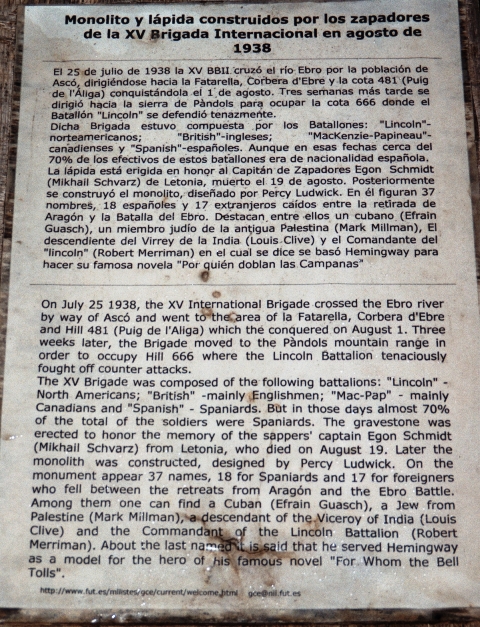 Monolito y lápida construidos por los zapadores
de la XV Brigada Internacional en agosto de
1938
El 25 de julio de 1938 la XV BBII cruzó el río Ebro por la población de
Ascó, dirigiéndose hacia la Fatarella, Corbera d'Ebre y la cota 481 (Puig
de l'Áliga) conquistándola el 1 de agosto. Tres semanas más tarde se
dirigió hacia la sierra de Pàndols para ocupar la cota 666 donde el
Batallón "Lincoln" se defendió tenazmente.
Dicha Brigada estuvo compuesta por los Batallones: "Lincoln"-
norteamericanos; "British"-ingleses; "MacKenzie-Papineau"-
canadienses y "Spanish"-españoles. Aunque en esas fechas cerca del
70% de los efectivos de estos batallones era de nacionalidad española.
La lápida está erigida en honor al Capitán de Zapadores Egon Schmidt
(Mikhail Schvarz) de Letonia, muerto el 19 de agosto. Posteriormente
se construyó el monolito, diseñado por Percy Ludwick. En él figuran 37
nombres, 18 españoles y 17 extranjeros caídos entre la retirada de
Aragón y la Batalla del Ebro. Destacan entre ellos un cubano (Efrain
Guasch), un miembro judío de la antigua Palestina (Mark Millman), El
descendiente del Virrey de la India (Louis Clive) y el Comandante del
"lincoln" (Robert Merriman) en el cual se dice se basó Hemingway para
hacer su famosa novela "Por quién doblan las Campanas"
On July 25 1938, the XV International Brigade crossed the Ebro river
by way of Ascó and went to the area of la Fatarella, Corbera d'Ebre
and Hill 481 (Puig de l'Aliga) which the conquered on August 1. Three
weeks later, the Brigade moved to the Pàndols mountain range in
order to occupy Hill 666 where the Lincoln Battalion tenaciously
fought off counter attacks.
The XV Brigade was composed of the following battalions: "Lincoln" -
North Americans; "British" -mainly Englishmen; "Mac-Pap" - mainly
Canadians and "Spanish" - Spaniards. But in those days almost 70%
of the total of the soldiers were Spaniards. The gravestone was
erected to honor the memory of the sappers' captain Egon Schmidt
(Mikhail Schvarz) from Letonia, who died on August 19. Later the
monolith was constructed, designed by Percy Ludwick. On the
monument appear 37 names, 18 for Spaniards and 17 for foreigners
who fell between the retreats from Aragón and the Ebro Battle.
Among them one can find a Cuban (Efrain Guasch), a Jew from
Palestine (Mark Millman), a descendant of the Viceroy of India (Louis
Clive) and the Commandant of the Lincoln Battalion (Robert
Merriman). About the last named it is said that he served Hemingway
as a model for the hero of his famous novel "For Whom the Bell
Tolls".
http://www.fut.es/mllistes/gce/current/welcome.html gce@nil.fut.es